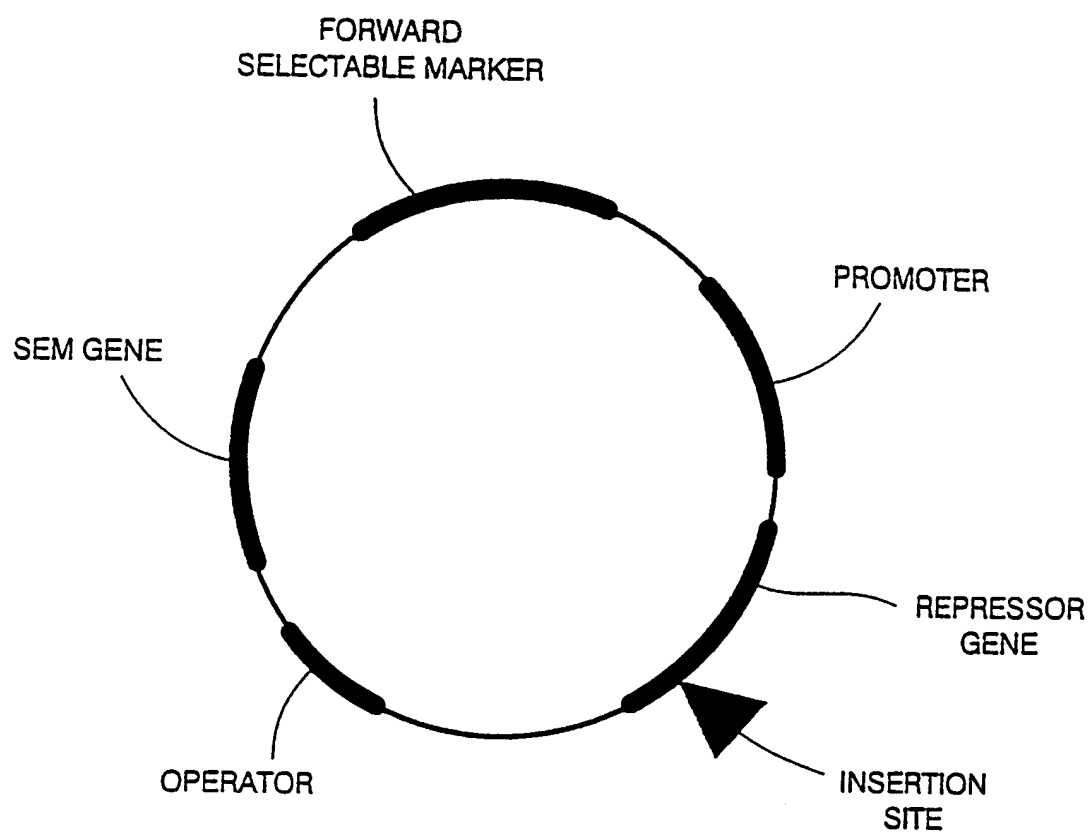 FORWARD
SELECTABLE MARKER
PROMOTER
SEM GENE
REPRESSOR
GENE
OPERATOR
INSERTION
SITE